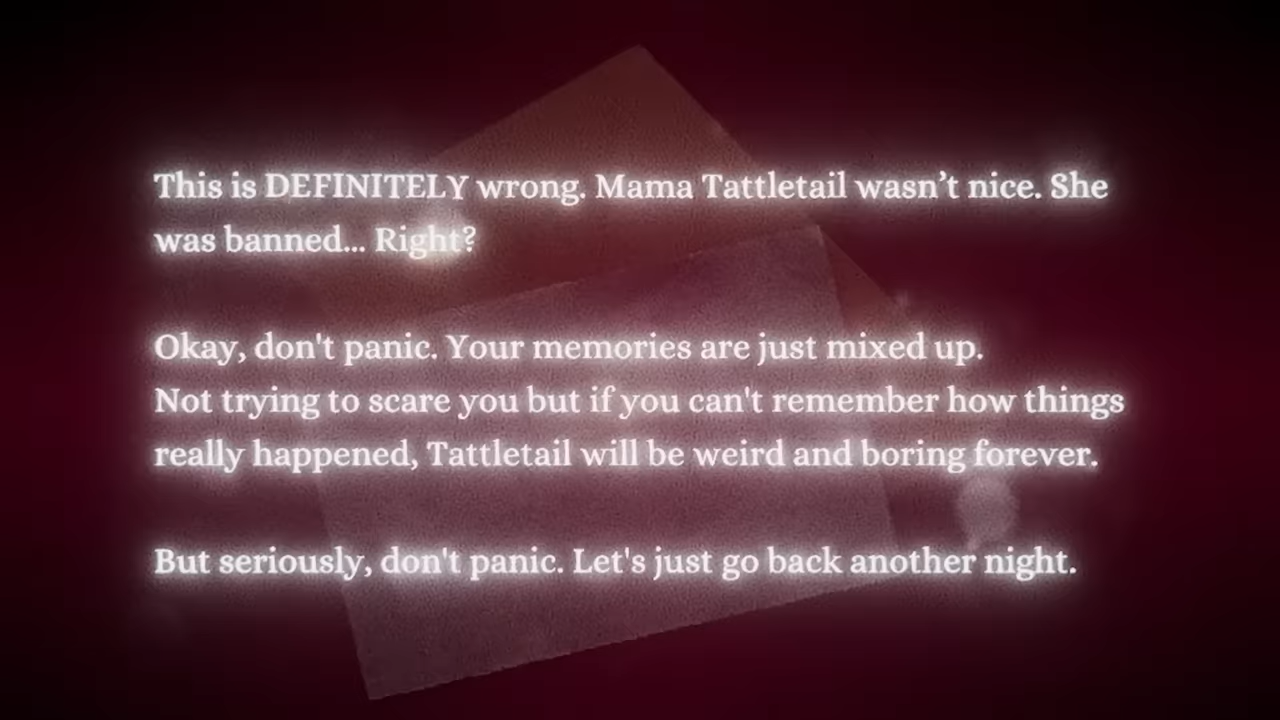 This is DEFINITELY wrong. Mama Tattletail wasn’t nice. She
was banned... Right?
Okay, don't panic. Your memories are just mixed up.
Not trying to scare you but if you can't remember how things
really happened, Tattletail will be weird and boring forever.
But seriously, don't panic. Let's just go back another night.